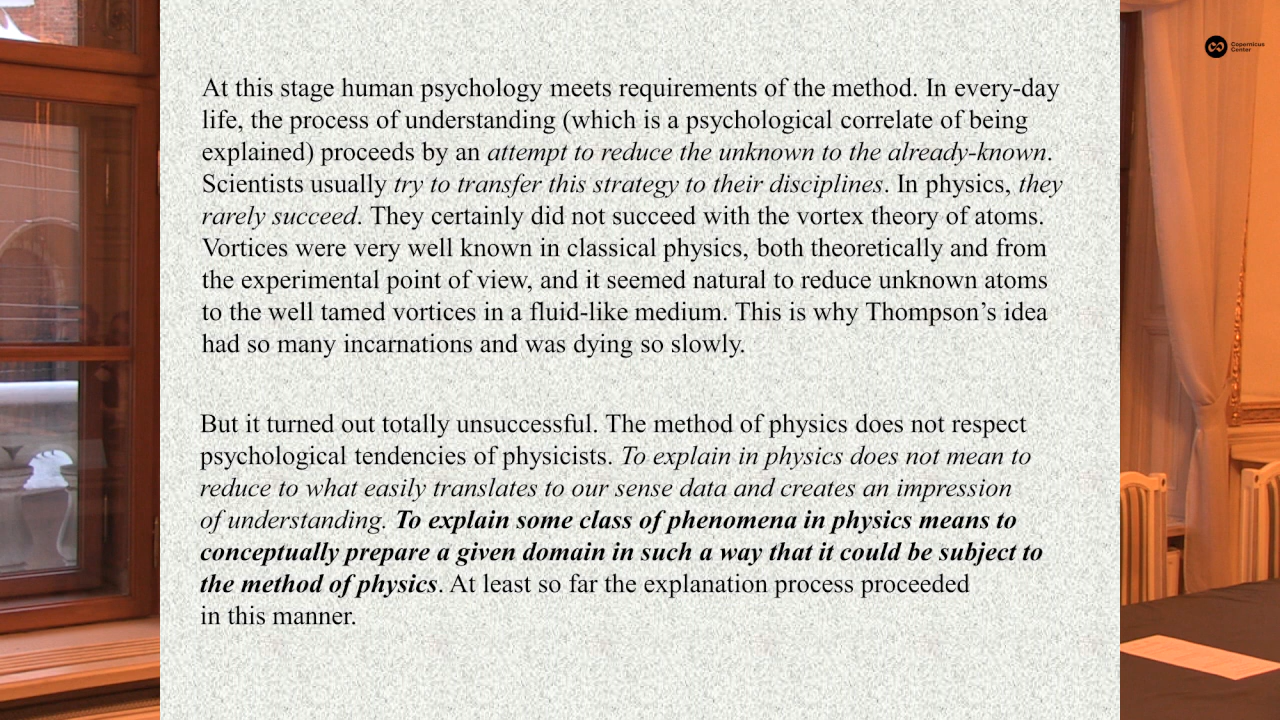 Copernicus
Center
At this stage human psychology meets requirements of the method. In every-day
life, the process of understanding (which is a psychological correlate of being
explained) proceeds by an attempt to reduce the unknown to the already-known.
Scientists usually try to transfer this strategy to their disciplines. In physics, they
rarely succeed. They certainly did not succeed with the vortex theory of atoms.
Vortices were very well known in classical physics, both theoretically and from
the experimental point of view, and it seemed natural to reduce unknown atoms
to the well tamed vortices in a fluid-like medium. This is why Thompson’s idea
had so many incarnations and was dying so slowly.
But it turned out totally unsuccessful. The method of physics does not respect
psychological tendencies of physicists. To explain in physics does not mean to
reduce to what easily translates to our sense data and creates an impression
of understanding. To explain some class of phenomena in physics means to
conceptually prepare a given domain in such a way that it could be subject to
the method of physics. At least so far the explanation process proceeded
in this manner.